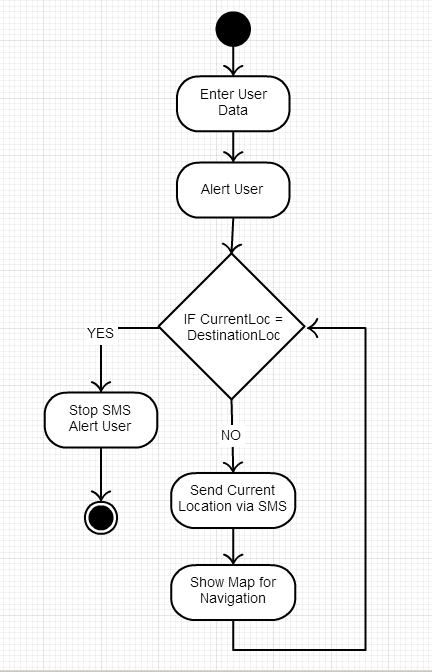 Enter User
Data
Alert User
IF CurrentLoc =
DestinationLoc
YES
Stop SMS
Alert User
NO
Send Current
Location via SMS
Show Map for
Navigation